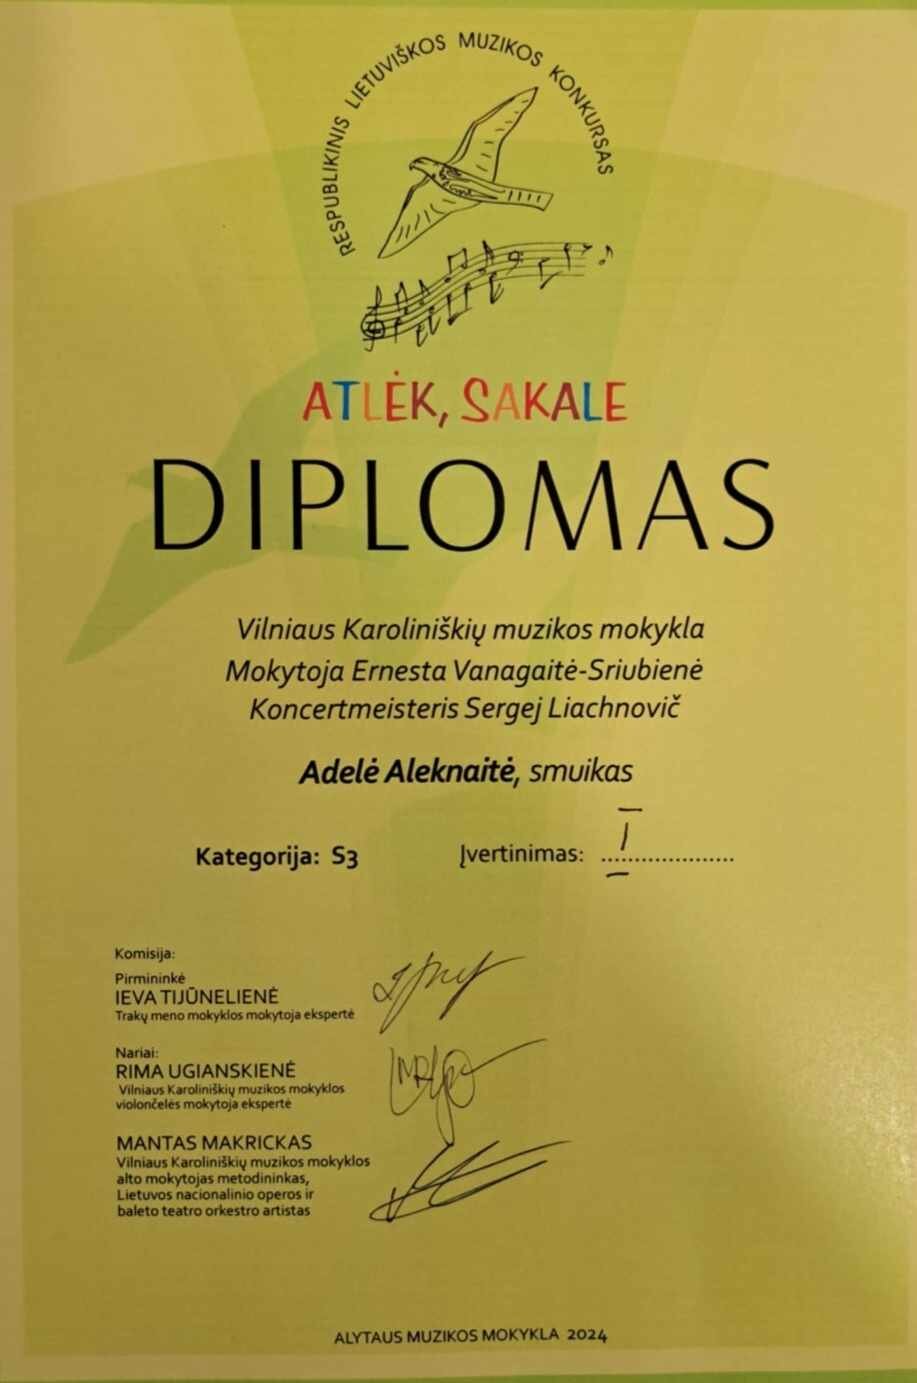 RESPUBLIKINIS LIETUVIŠKOS MUZIKOS KONKURSAS
ATLĖK, SAKALE
DIPLOMAS
Vilniaus Karoliniškių muzikos mokykla
Mokytoja Ernesta Vanagaitė-Sriubienė
Koncertmeisteris Sergej Liachnovič
Adelė Aleknaitė, smuikas
Kategorija: S3 Įvertinimas: I
Komisija:
Pirmininkė
IEVA TIJŪNELIENĖ
Trakų meno mokyklos mokytoja ekspertė
Nariai:
RIMA UGIANSKIENĖ
Vilniaus Karoliniškių muzikos mokyklos
violončelės mokytoja ekspertė
MANTAS MAKRICKAS
Vilniaus Karoliniškių muzikos mokyklos
alto mokytojas metodininkas,
Lietuvos nacionalinio operos ir
baleto teatro orkestro artistas
ALYTAUS MUZIKOS MOKYKLA 2024